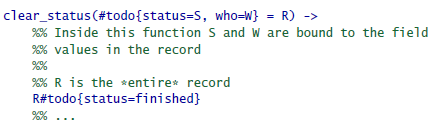 clear_status(#todo{status=S, who=W} = R) ->
%% Inside this function S and W are bound to the field
%% values in the record
%%
%% R is the *entire* record
R#todo{status=finished}
%% ...